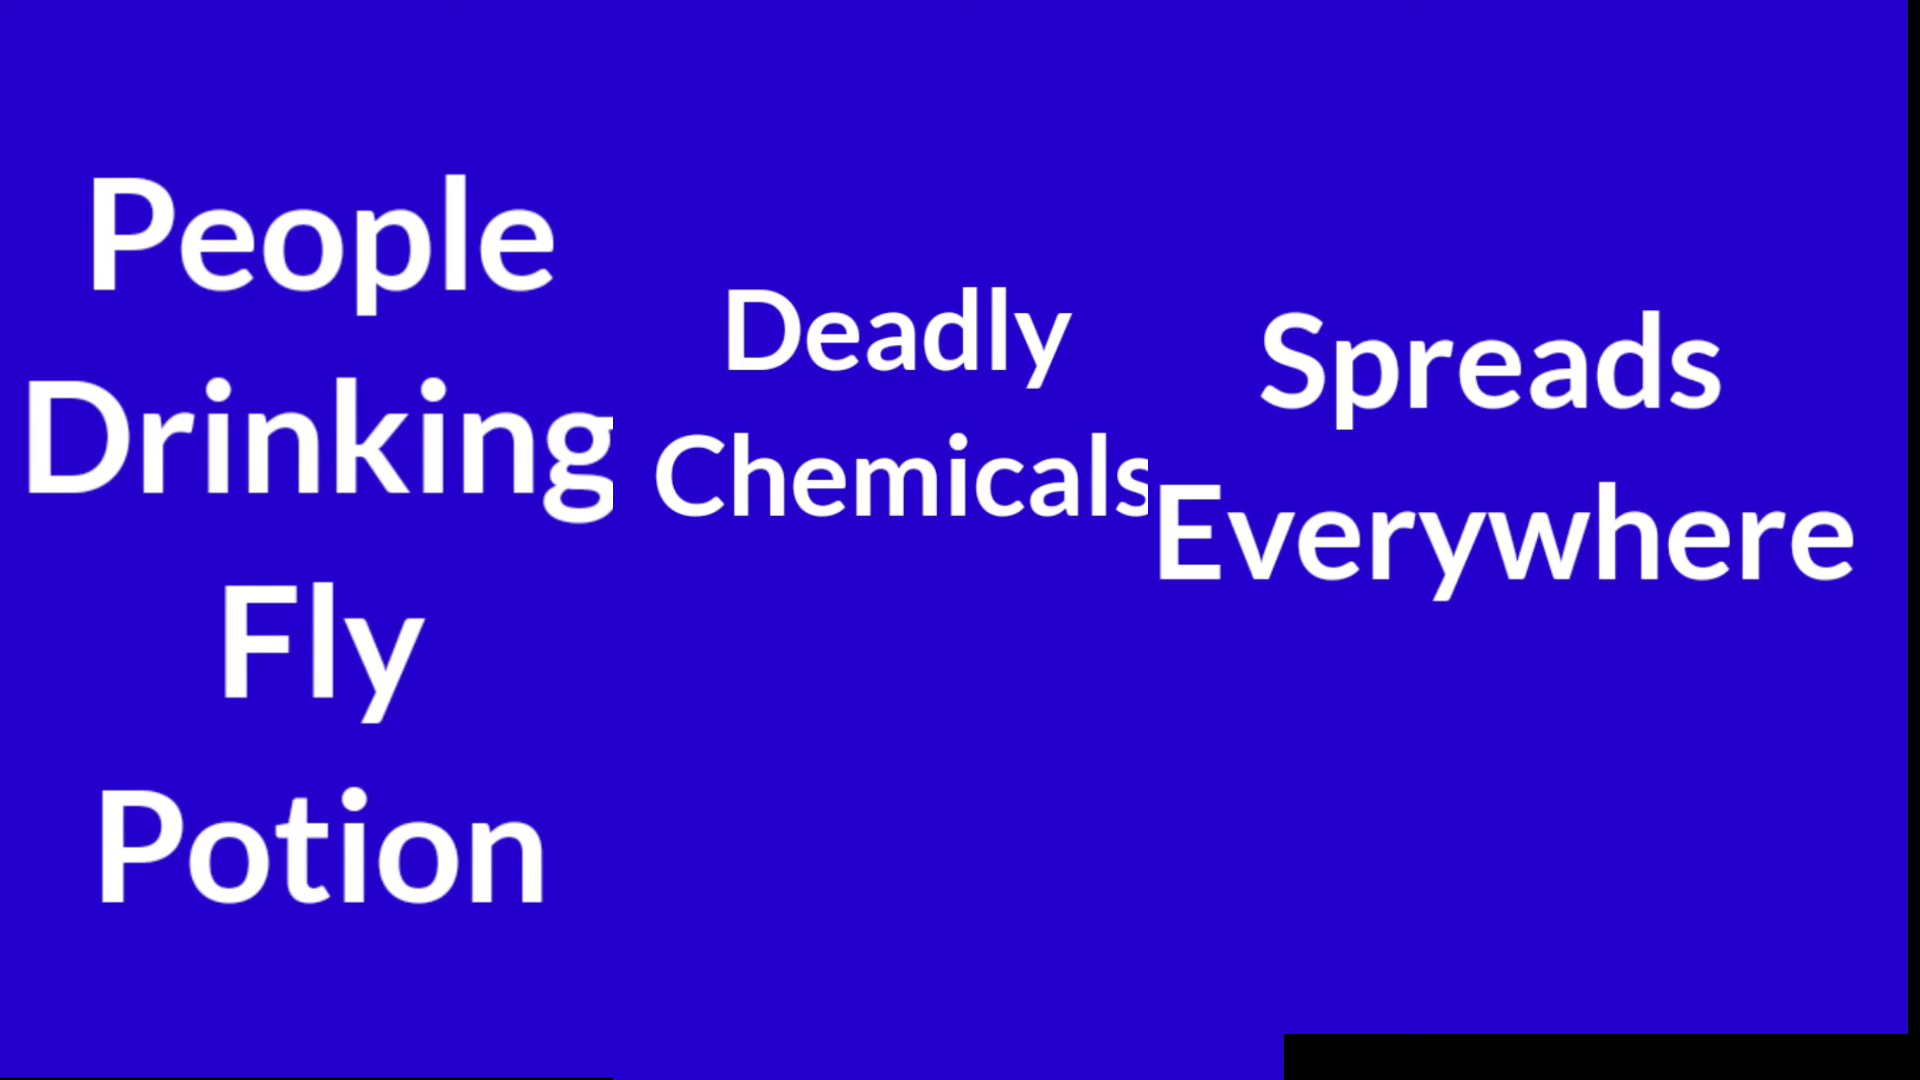 People
Drinking
Fly
Potion
Deadly
Chemicals
Spreads
Everywhere